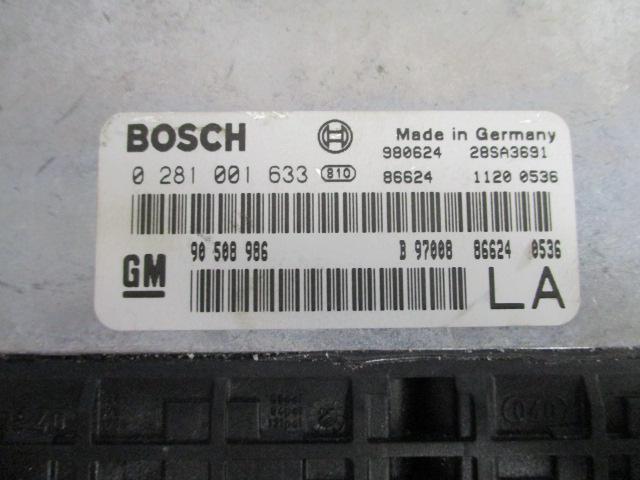 BOSCH Made in Germany
980624 28SA3691
0 281 001 633 810 86624 1120 0536
90 508 986 B 97008 86624 0536
GM
LA
040